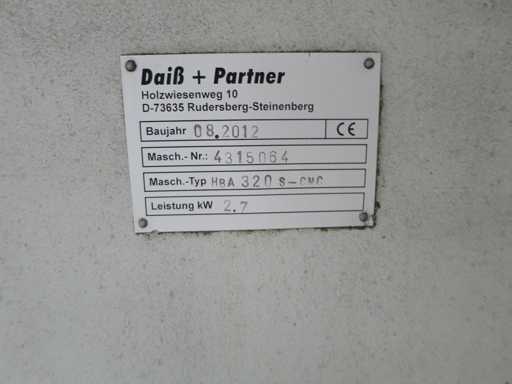 Daiß + Partner
Holzwiesenweg 10
D-73635 Rudersberg-Steinenberg
Baujahr 08.2012 CE
Masch.- Nr.: 4315064
Masch.-Typ HBA 320 S-CNC
Leistung kW 2.7